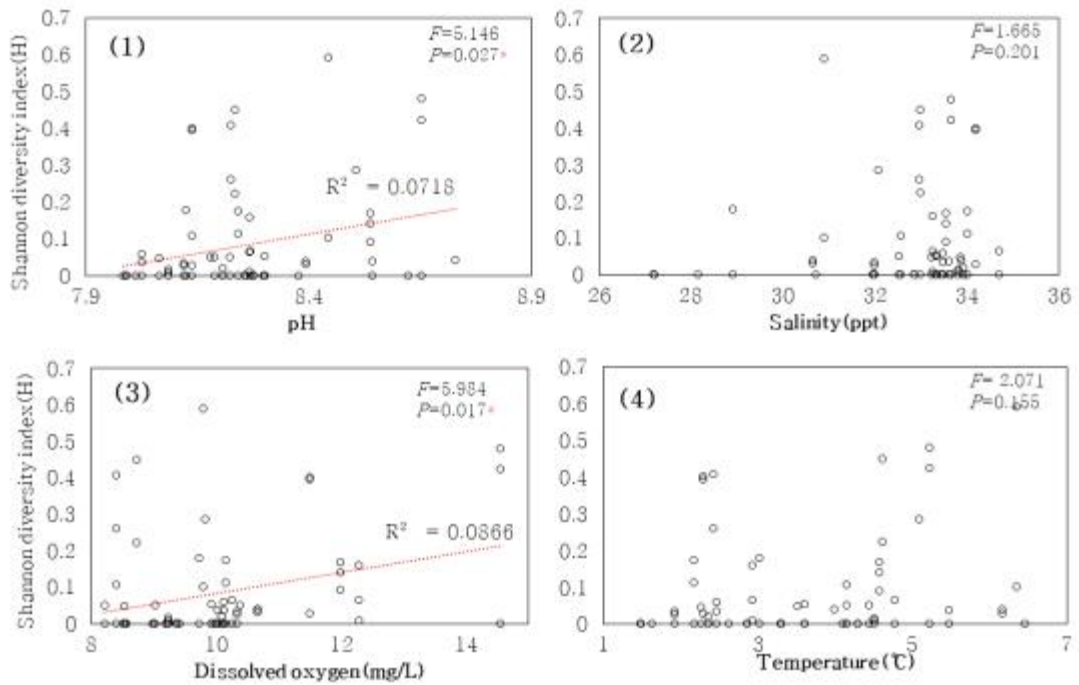 Shannon diversity index(H)
0.7
0.6
0.5
0.4
0.3
0.2
0.1
0
(1)
F=5.146
P=0.027*
R² = 0.0718
7.9 8.4 8.9
pH
0.7
0.6
0.5
0.4
0.3
0.2
0.1
0
(2)
F=1.665
P=0.201
26 28 30 32 34 36
Salinity(ppt)
Shannon diversity index(H)
0.7
0.6
0.5
0.4
0.3
0.2
0.1
0
(3)
F=5.984
P=0.017*
R² = 0.0866
8 10 12 14
Dissolved oxygen(mg/L)
0.7
0.6
0.5
0.4
0.3
0.2
0.1
0
(4)
F= 2.071
P=0.155
1 3 5 7
Temperature(℃)